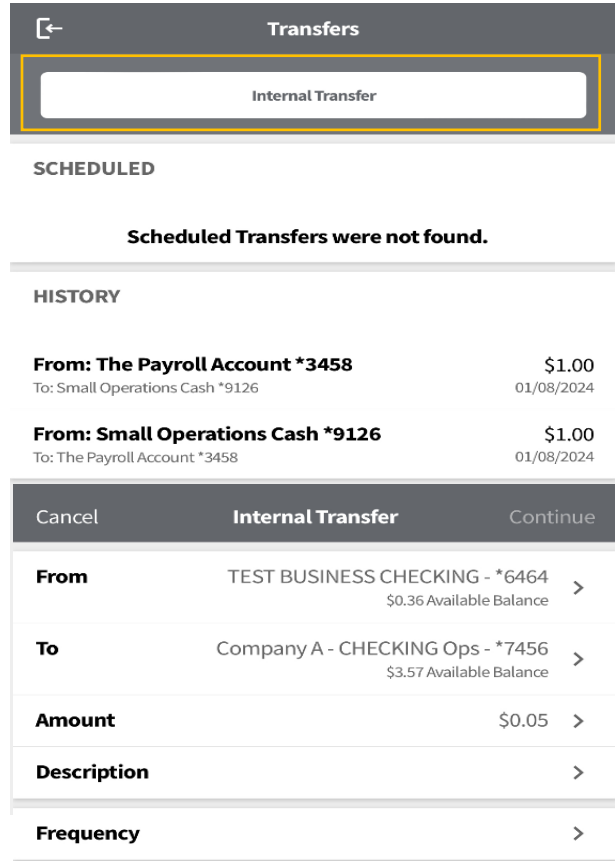 Transfers
Internal Transfer
SCHEDULED
Scheduled Transfers were not found.
HISTORY
From: The Payroll Account *3458 $1.00
To: Small Operations Cash *9126 01/08/2024
From: Small Operations Cash *9126 $1.00
To: The Payroll Account *3458 01/08/2024
Cancel Internal Transfer Continue
From TEST BUSINESS CHECKING - *6464
$0.36 Available Balance
To Company A - CHECKING Ops - *7456
$3.57 Available Balance
Amount $0.05
Description
Frequency